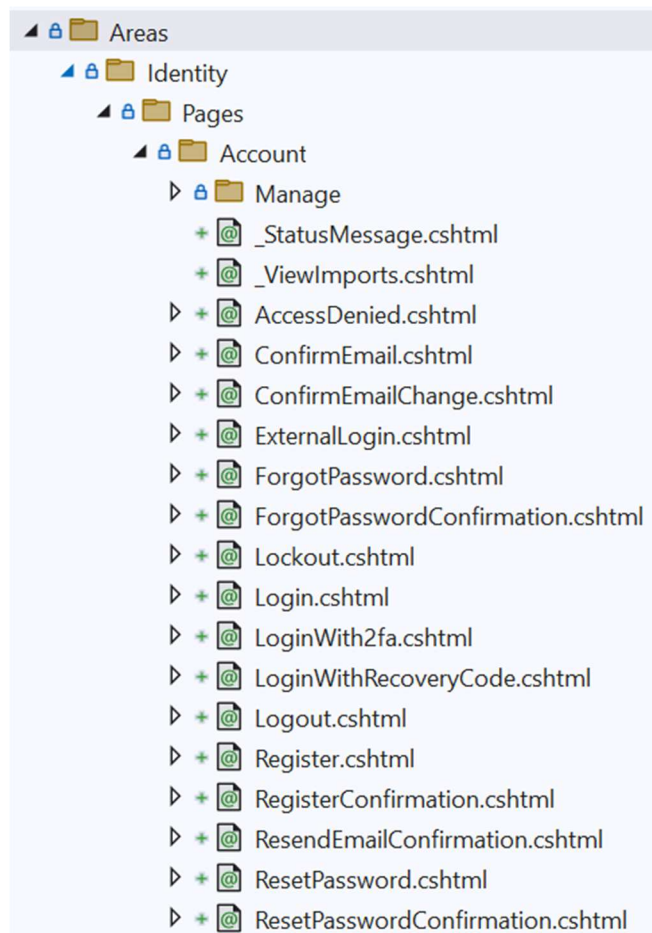 Areas
Identity
Pages
Account
Manage
_StatusMessage.cshtml
_ViewImports.cshtml
AccessDenied.cshtml
ConfirmEmail.cshtml
ConfirmEmailChange.cshtml
ExternalLogin.cshtml
ForgotPassword.cshtml
ForgotPasswordConfirmation.cshtml
Lockout.cshtml
Login.cshtml
LoginWith2fa.cshtml
LoginWithRecoveryCode.cshtml
Logout.cshtml
Register.cshtml
RegisterConfirmation.cshtml
ResendEmailConfirmation.cshtml
ResetPassword.cshtml
ResetPasswordConfirmation.cshtml